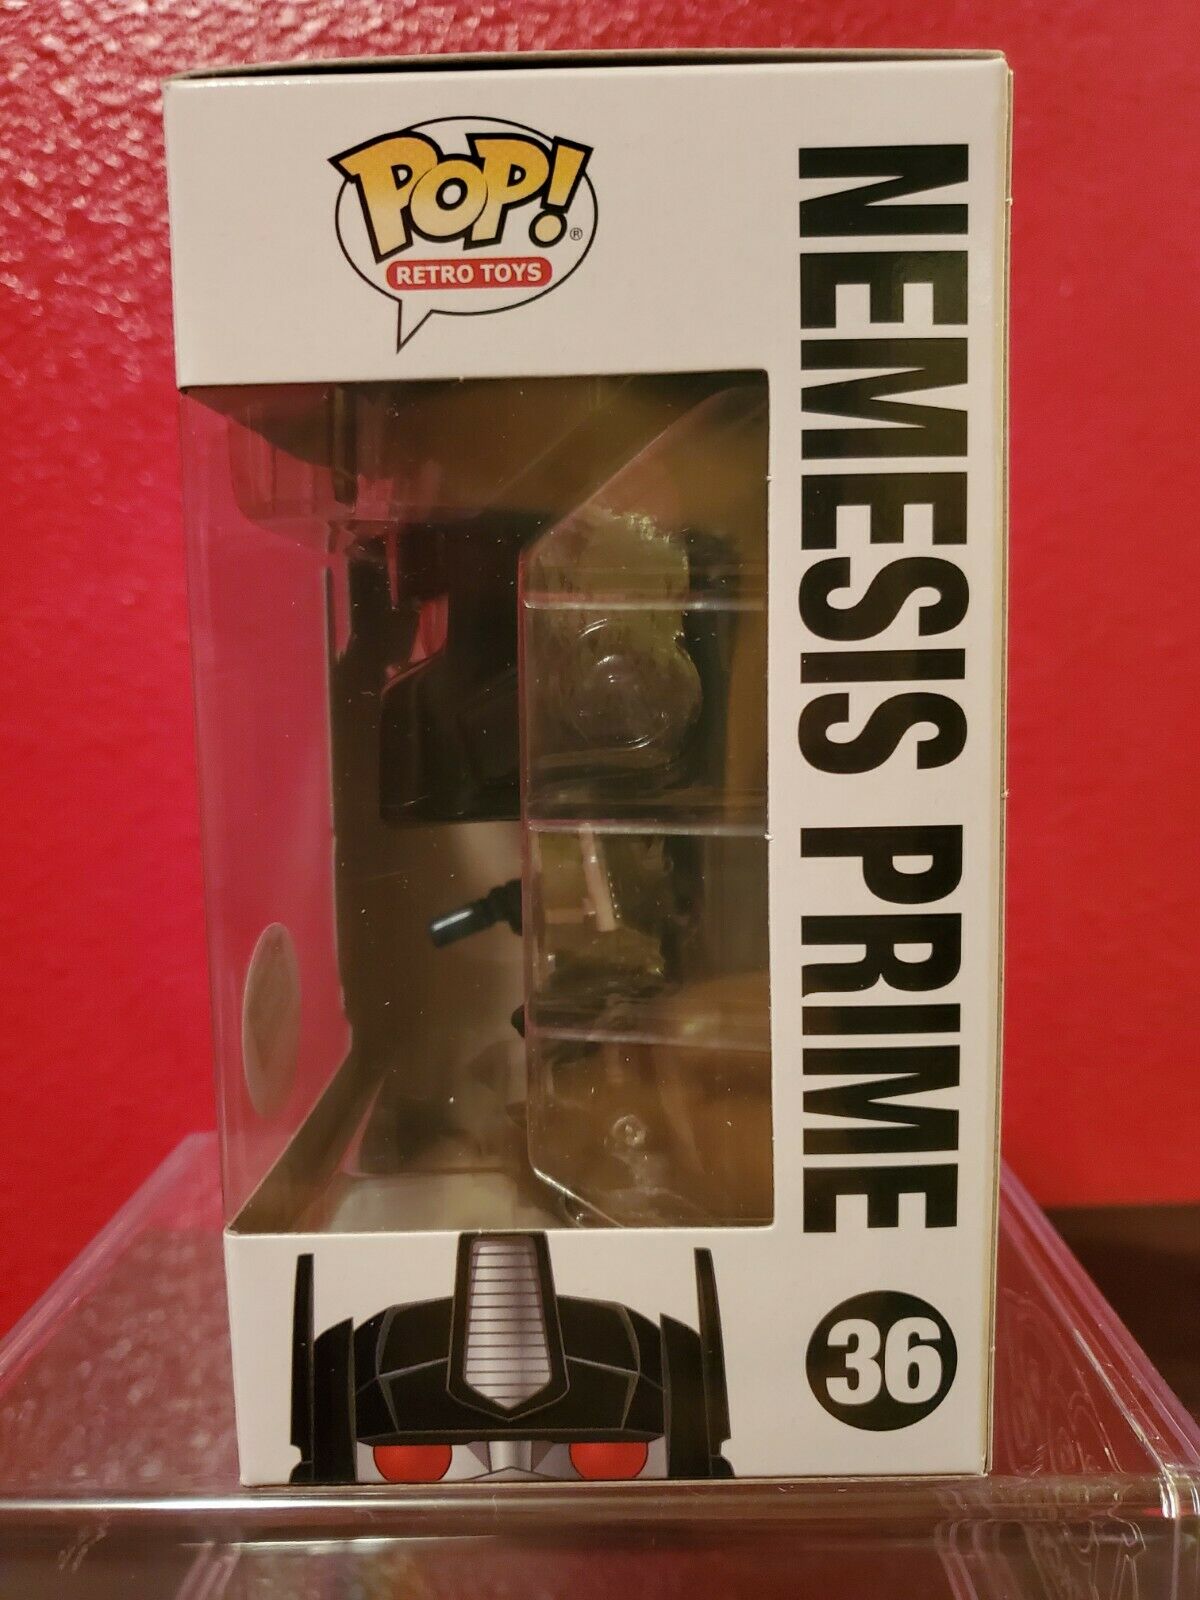 POP!®
RETRO TOYS
NEMESIS PRIME
36